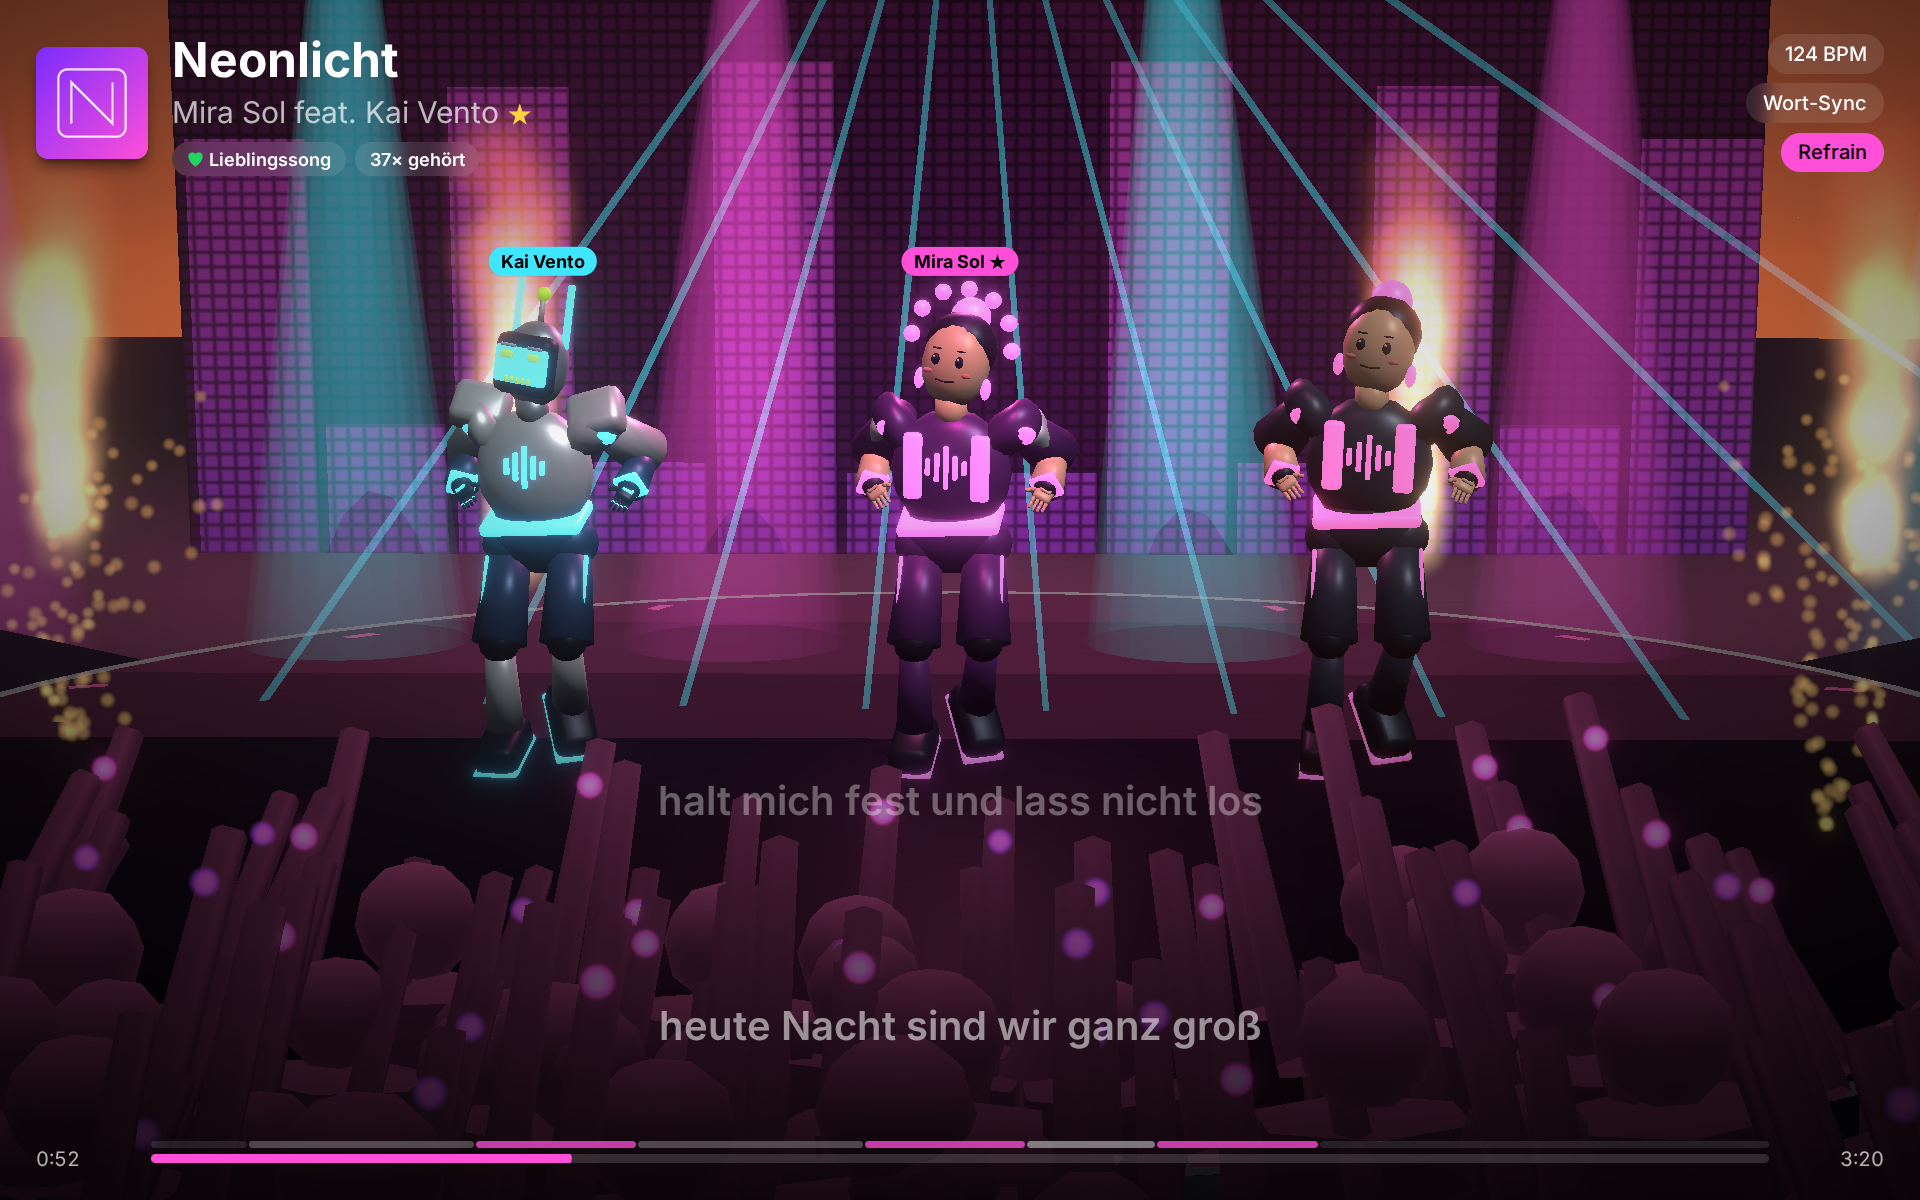 Neonlicht
Mira Sol feat. Kai Vento ★
Lieblingssong
37× gehört
124 BPM
Wort-Sync
Refrain
Kai Vento
Mira Sol ★
halt mich fest und lass nicht los
heute Nacht sind wir ganz groß
0:52
3:20